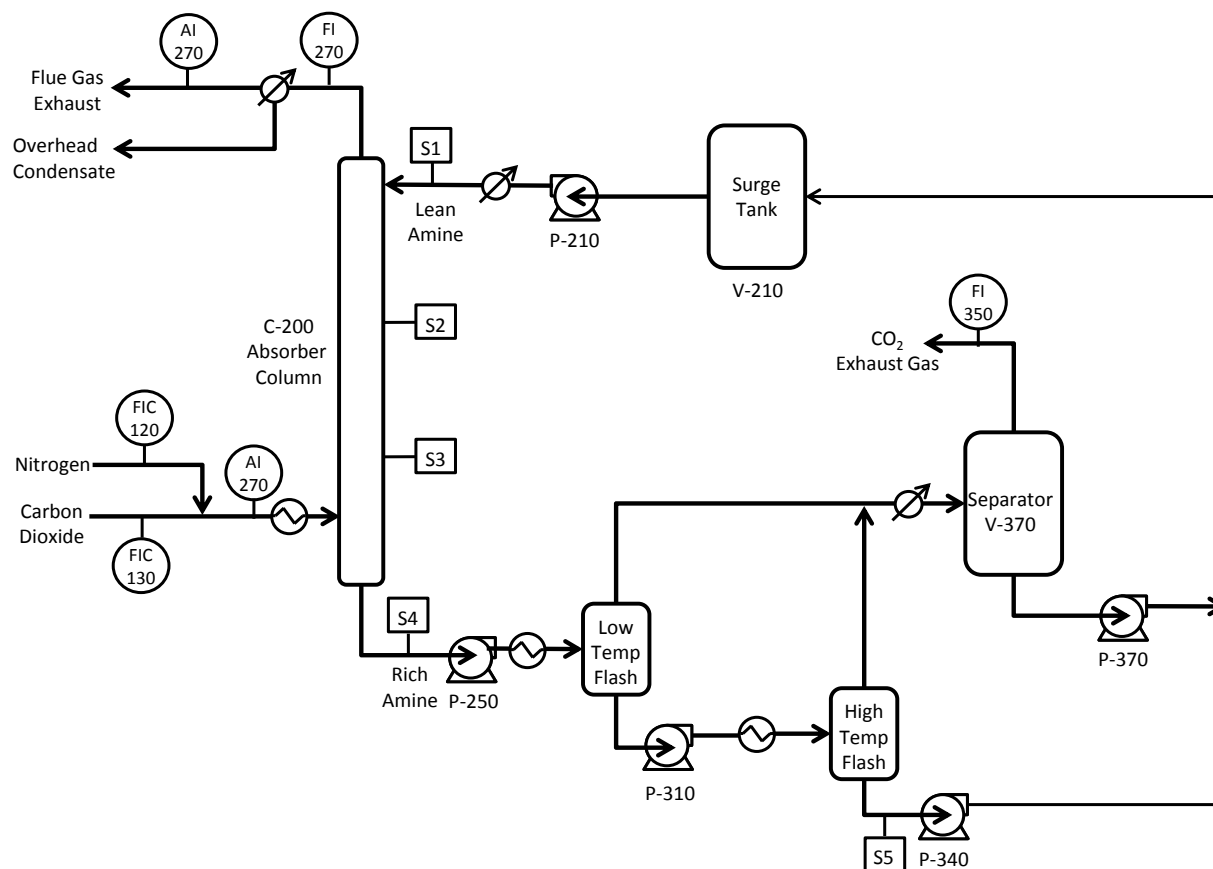 AI
270
FI
270
Flue Gas
Exhaust
Overhead
Condensate
S1
Lean
Amine
P-210
Surge
Tank
V-210
FI
350
CO₂
Exhaust Gas
C-200
Absorber
Column
S2
S3
FIC
120
Nitrogen
AI
270
Carbon
Dioxide
FIC
130
Separator
V-370
P-370
S4
Rich
Amine
P-250
Low
Temp
Flash
P-310
High
Temp
Flash
S5
P-340